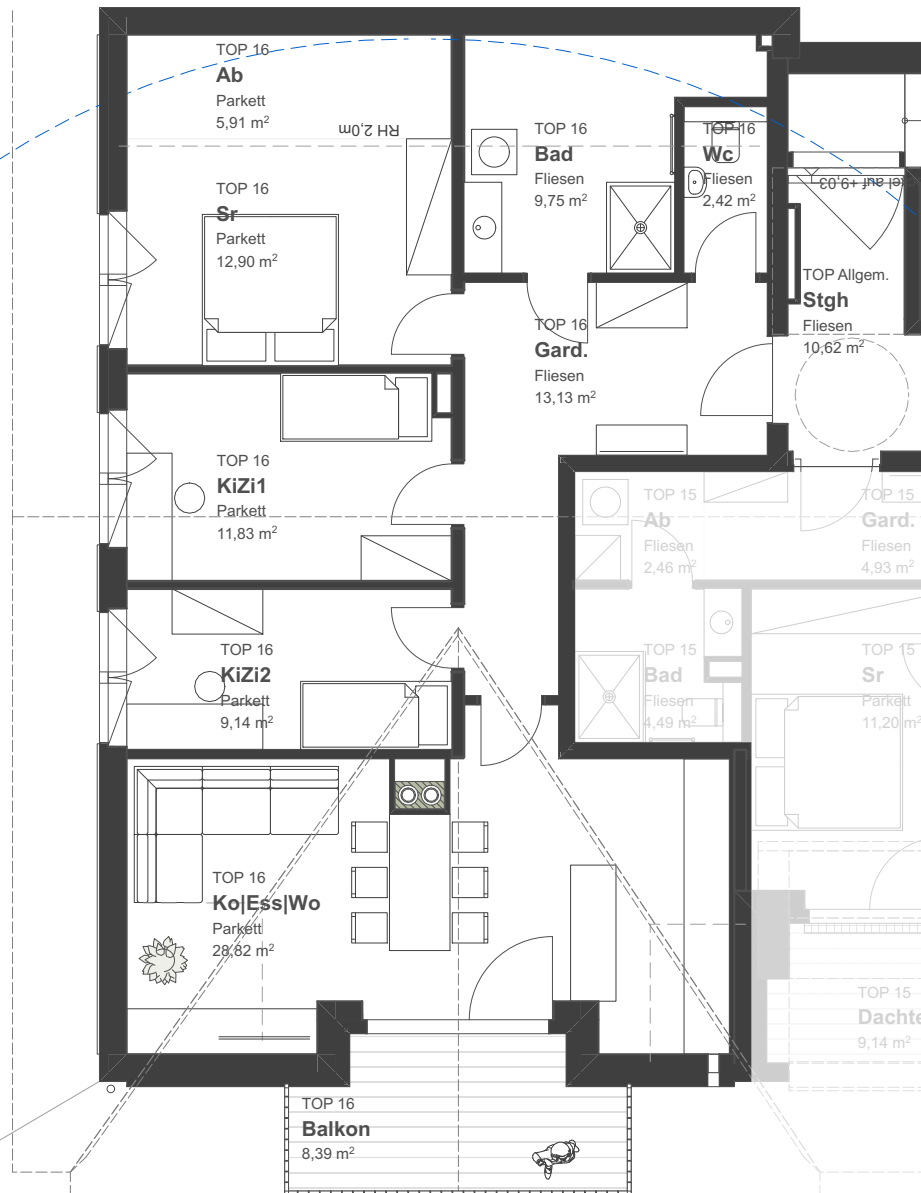 TOP 16
Ab
Parkett
5,91 m²
RH 2,0m
TOP 16
Sr
Parkett
12,90 m²
TOP 16
Bad
Fliesen
9,75 m²
TOP 16
Wc
Fliesen
2,42 m²
auf +9,03
TOP Allgem.
Stgh
Fliesen
10,62 m²
TOP 16
Gard.
Fliesen
13,13 m²
TOP 16
KiZi1
Parkett
11,83 m²
TOP 15
Ab
Fliesen
2,46 m²
TOP 15
Gard.
Fliesen
4,93 m²
TOP 16
KiZi2
Parkett
9,14 m²
TOP 15
Bad
Fliesen
4,49 m²
TOP 15
Sr
Parkett
11,20 m²
TOP 16
Ko|Ess|Wo
Parkett
28,82 m²
TOP 15
Dachte
9,14 m²
TOP 16
Balkon
8,39 m²